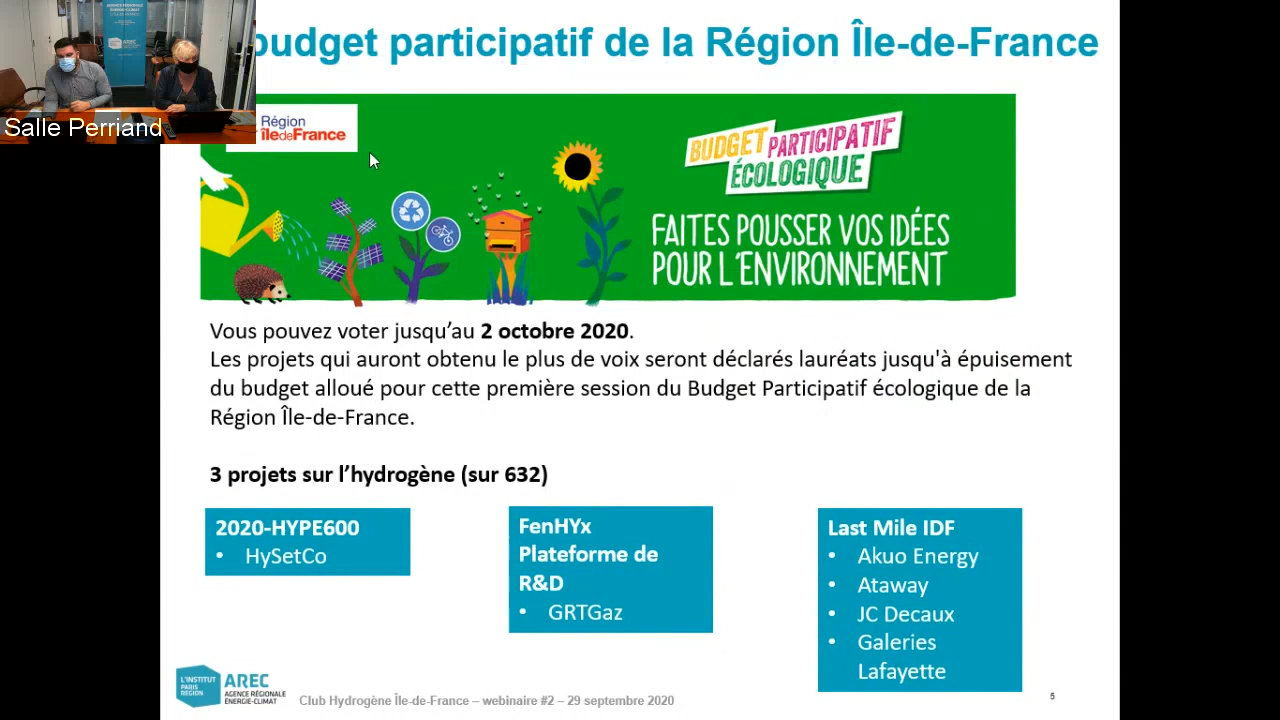 budget participatif de la Région Île-de-France
AGENCE RÉGIONALE
ÉNERGIE-CLIMAT
Salle Perriand
Région
îledeFrance
BUDGET PARTICIPATIF
ÉCOLOGIQUE
FAITES POUSSER VOS IDÉES
POUR L'ENVIRONNEMENT
Vous pouvez voter jusqu’au 2 octobre 2020.
Les projets qui auront obtenu le plus de voix seront déclarés lauréats jusqu'à épuisement
du budget alloué pour cette première session du Budget Participatif écologique de la
Région Île-de-France.
3 projets sur l’hydrogène (sur 632)
2020-HYPE600
• HySetCo
FenHYx
Plateforme de
R&D
• GRTGaz
Last Mile IDF
• Akuo Energy
• Ataway
• JC Decaux
• Galeries
Lafayette
L'INSTITUT
PARIS
REGION
AREC
AGENCE RÉGIONALE
ÉNERGIE-CLIMAT
Club Hydrogène Île-de-France – webinaire #2 – 29 septembre 2020
5